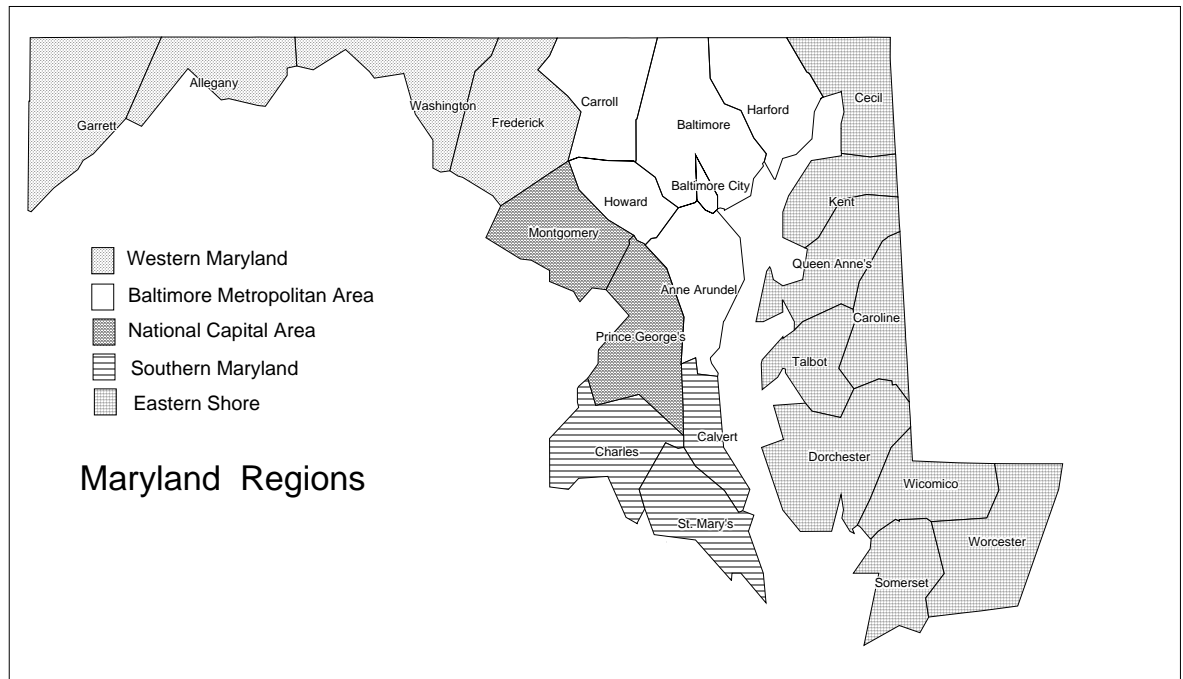 Garrett
Allegany
Washington
Frederick
Carroll
Baltimore
Harford
Cecil
Baltimore City
Howard
Kent
Montgomery
Queen Anne's
Anne Arundel
Prince George's
Caroline
Talbot
Western Maryland
Baltimore Metropolitan Area
National Capital Area
Southern Maryland
Eastern Shore
Maryland Regions
Charles
Calvert
Dorchester
Wicomico
St. Mary's
Worcester
Somerset